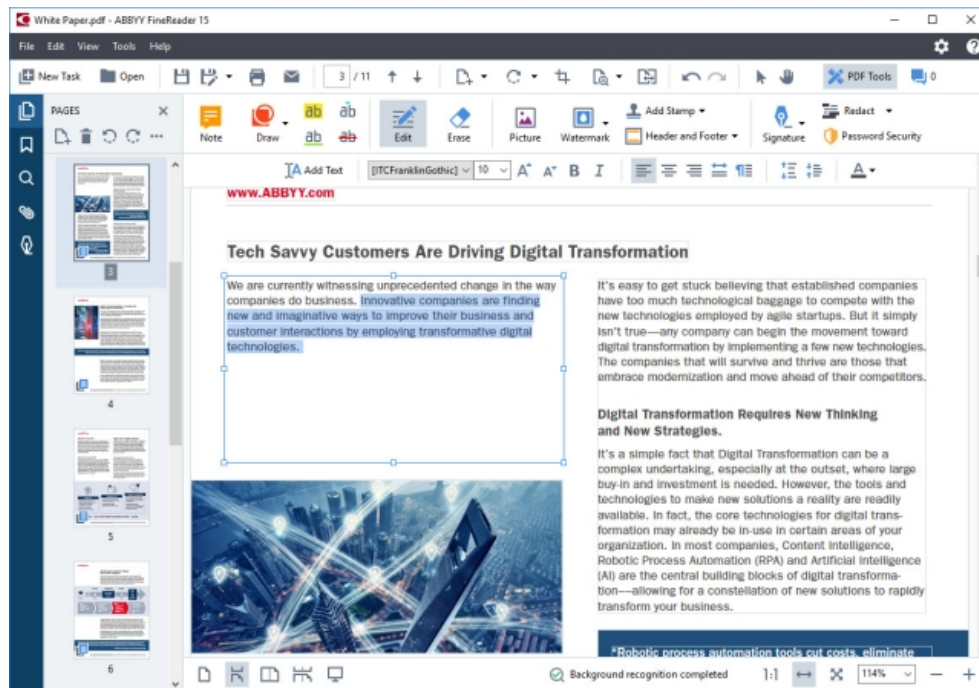 White Paper.pdf - ABBYY FineReader 15
File Edit View Tools Help
New Task Open 3 / 11 PDF Tools 0
PAGES
Note Draw ab ab ab ab Edit Erase Picture Watermark Add Stamp Header and Footer Signature Redact Password Security
Add Text [ITCFranklinGothic] 10 A A B I A
www.ABBYY.com
Tech Savvy Customers Are Driving Digital Transformation
We are currently witnessing unprecedented change in the way
companies do business. Innovative companies are finding
new and imaginative ways to improve their business and
customer interactions by employing transformative digital
technologies.
It's easy to get stuck believing that established companies
have too much technological baggage to compete with the
new technologies employed by agile startups. But it simply
isn't true—any company can begin the movement toward
digital transformation by implementing a few new technologies.
The companies that will survive and thrive are those that
embrace modernization and move ahead of their competitors.
Digital Transformation Requires New Thinking
and New Strategies.
It's a simple fact that Digital Transformation can be a
complex undertaking, especially at the outset, where large
buy-in and investment is needed. However, the tools and
technologies to make new solutions a reality are readily
available. In fact, the core technologies for digital trans-
formation may already be in-use in certain areas of your
organization. In most companies, Content Intelligence,
Robotic Process Automation (RPA) and Artificial Intelligence
(AI) are the central building blocks of digital transforma-
tion—allowing for a constellation of new solutions to rapidly
transform your business.
"Robotic process automation tools cut costs, eliminate
3
4
5
6
Background recognition completed 1:1 114%